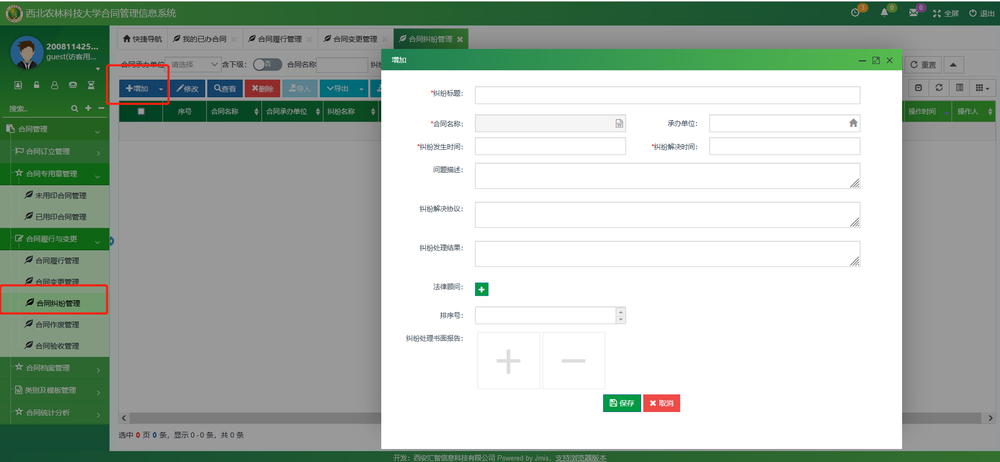 西北农林科技大学合同管理信息系统
3
0
0
全屏
退出
200811425...
guest(访客用...
搜索..
合同管理
合同订立管理
合同专用章管理
未用印合同管理
已用印合同管理
合同履行与变更
合同履行管理
合同变更管理
合同纠纷管理
合同作废管理
合同验收管理
合同档案管理
类别及模板管理
合同统计分析
快捷导航
我的已办合同
合同履行管理
合同变更管理
合同纠纷管理
合同承办单位
请选择
含下级:
否
合同名称
重置
增加
修改
查看
删除
导入
导出
序号
合同名称
合同承办单位
纠纷名称
操作时间
操作人
选中 0 页 0 条，显示 0 - 0 条，共 0 条
增加
*纠纷标题:
*合同名称:
承办单位:
*纠纷发生时间:
*纠纷解决时间:
问题描述:
纠纷解决协议:
纠纷处理结果:
法律顾问:
排序号:
纠纷处理书面报告:
保存
取消
开发：西安汇智信息科技有限公司 Powered by Jmis，支持浏览器版本